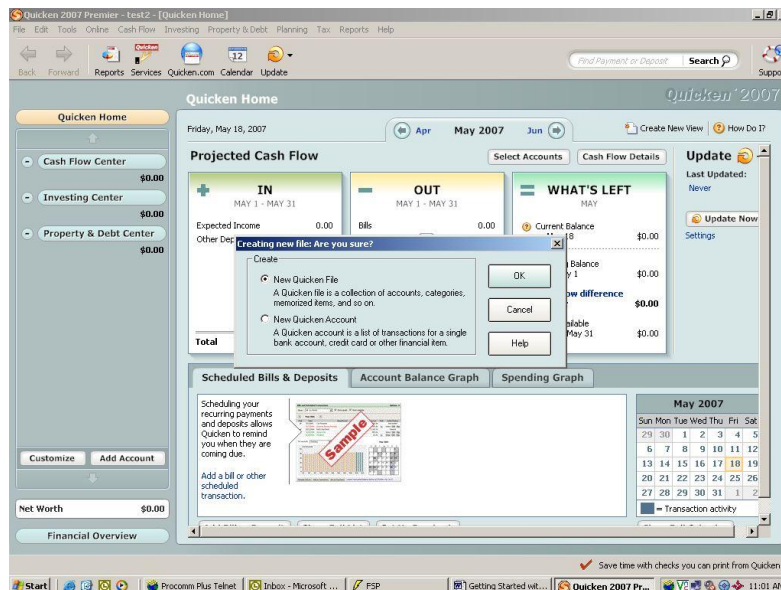 Quicken 2007 Premier - test2 - [Quicken Home]
File Edit Tools Online Cash Flow Investing Property & Debt Planning Tax Reports Help
Quicken
12
Back Forward Reports Services Quicken.com Calendar Update
Find Payment or Deposit Search Suppo
Quicken Home
Quicken Home
Quicken 2007
Friday, May 18, 2007
Apr May 2007 Jun
Create New View How Do I?
Cash Flow Center
$0.00
Investing Center
$0.00
Property & Debt Center
$0.00
Customize Add Account
Net Worth $0.00
Financial Overview
Projected Cash Flow
Select Accounts Cash Flow Details
IN
MAY 1 - MAY 31
Expected Income 0.00
Other Dep
Total
OUT
MAY 1 - MAY 31
Bills 0.00
WHAT'S LEFT
MAY
Current Balance
18 $0.00
Balance
y 1 $0.00
ow difference
$0.00
ailable
May 31 $0.00
Update
Last Updated:
Never
Update Now
Settings
Creating new file: Are you sure?
Create
New Quicken File
A Quicken file is a collection of accounts, categories,
memorized items, and so on.
New Quicken Account
A Quicken account is a list of transactions for a single
bank account, credit card or other financial item.
OK
Cancel
Help
Scheduled Bills & Deposits Account Balance Graph Spending Graph
Scheduling your
recurring payments
and deposits allows
Quicken to remind
you when they are
coming due.
Add a bill or other
scheduled
transaction.
Sample
May 2007
Sun Mon Tue Wed Thu Fri Sat
29 30 1 2 3 4 5
6 7 8 9 10 11 12
13 14 15 16 17 18 19
20 21 22 23 24 25 26
27 28 29 30 31 1 2
= Transaction activity
Save time with checks you can print from Quicken
Start Procomm Plus Telnet Inbox - Microsoft ... FSP Getting Started wit... Quicken 2007 Pr... 11:01 AM